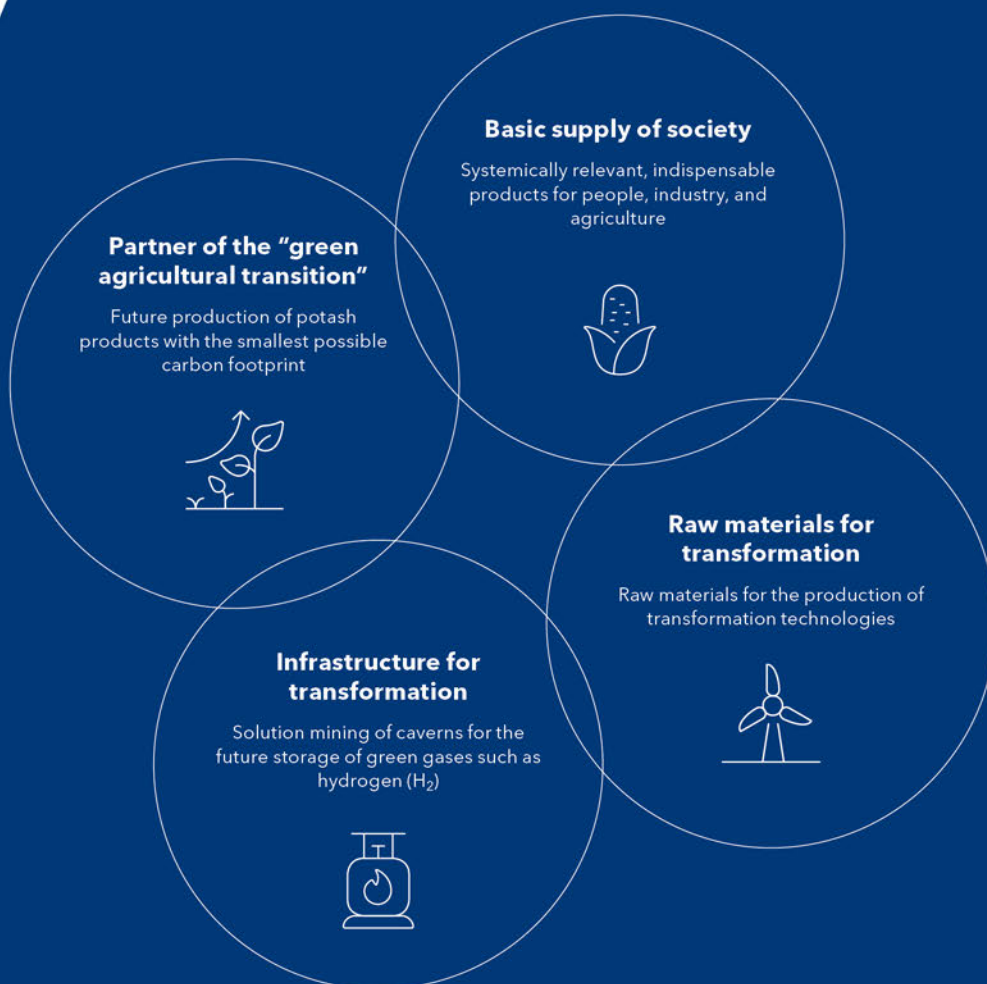 Basic supply of society
Systemically relevant, indispensable
products for people, industry, and
agriculture
Partner of the “green
agricultural transition”
Future production of potash
products with the smallest possible
carbon footprint
Raw materials for
transformation
Raw materials for the production of
transformation technologies
Infrastructure for
transformation
Solution mining of caverns for the
future storage of green gases such as
hydrogen (H₂)